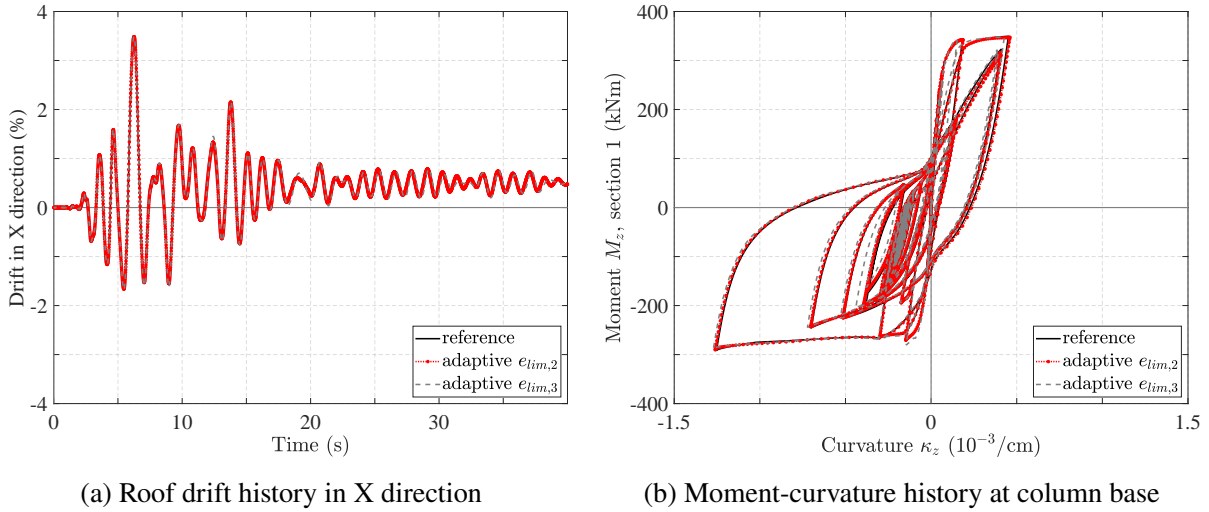 4
2
0
-2
-4
0
10
20
30
Drift in X direction (%)
Time (s)
reference
adaptive e_{lim,2}
adaptive e_{lim,3}
(a) Roof drift history in X direction
400
200
0
-200
-400
-1.5
0
1.5
Moment M_z, section 1 (kNm)
Curvature κ_z (10^{-3}/cm)
reference
adaptive e_{lim,2}
adaptive e_{lim,3}
(b) Moment-curvature history at column base